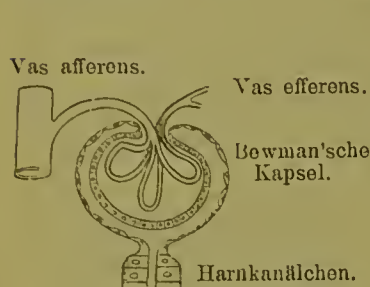 Vas afferens.
Vas efferens.
Bowman'sche
Kapsel.
Harnkanälchen.